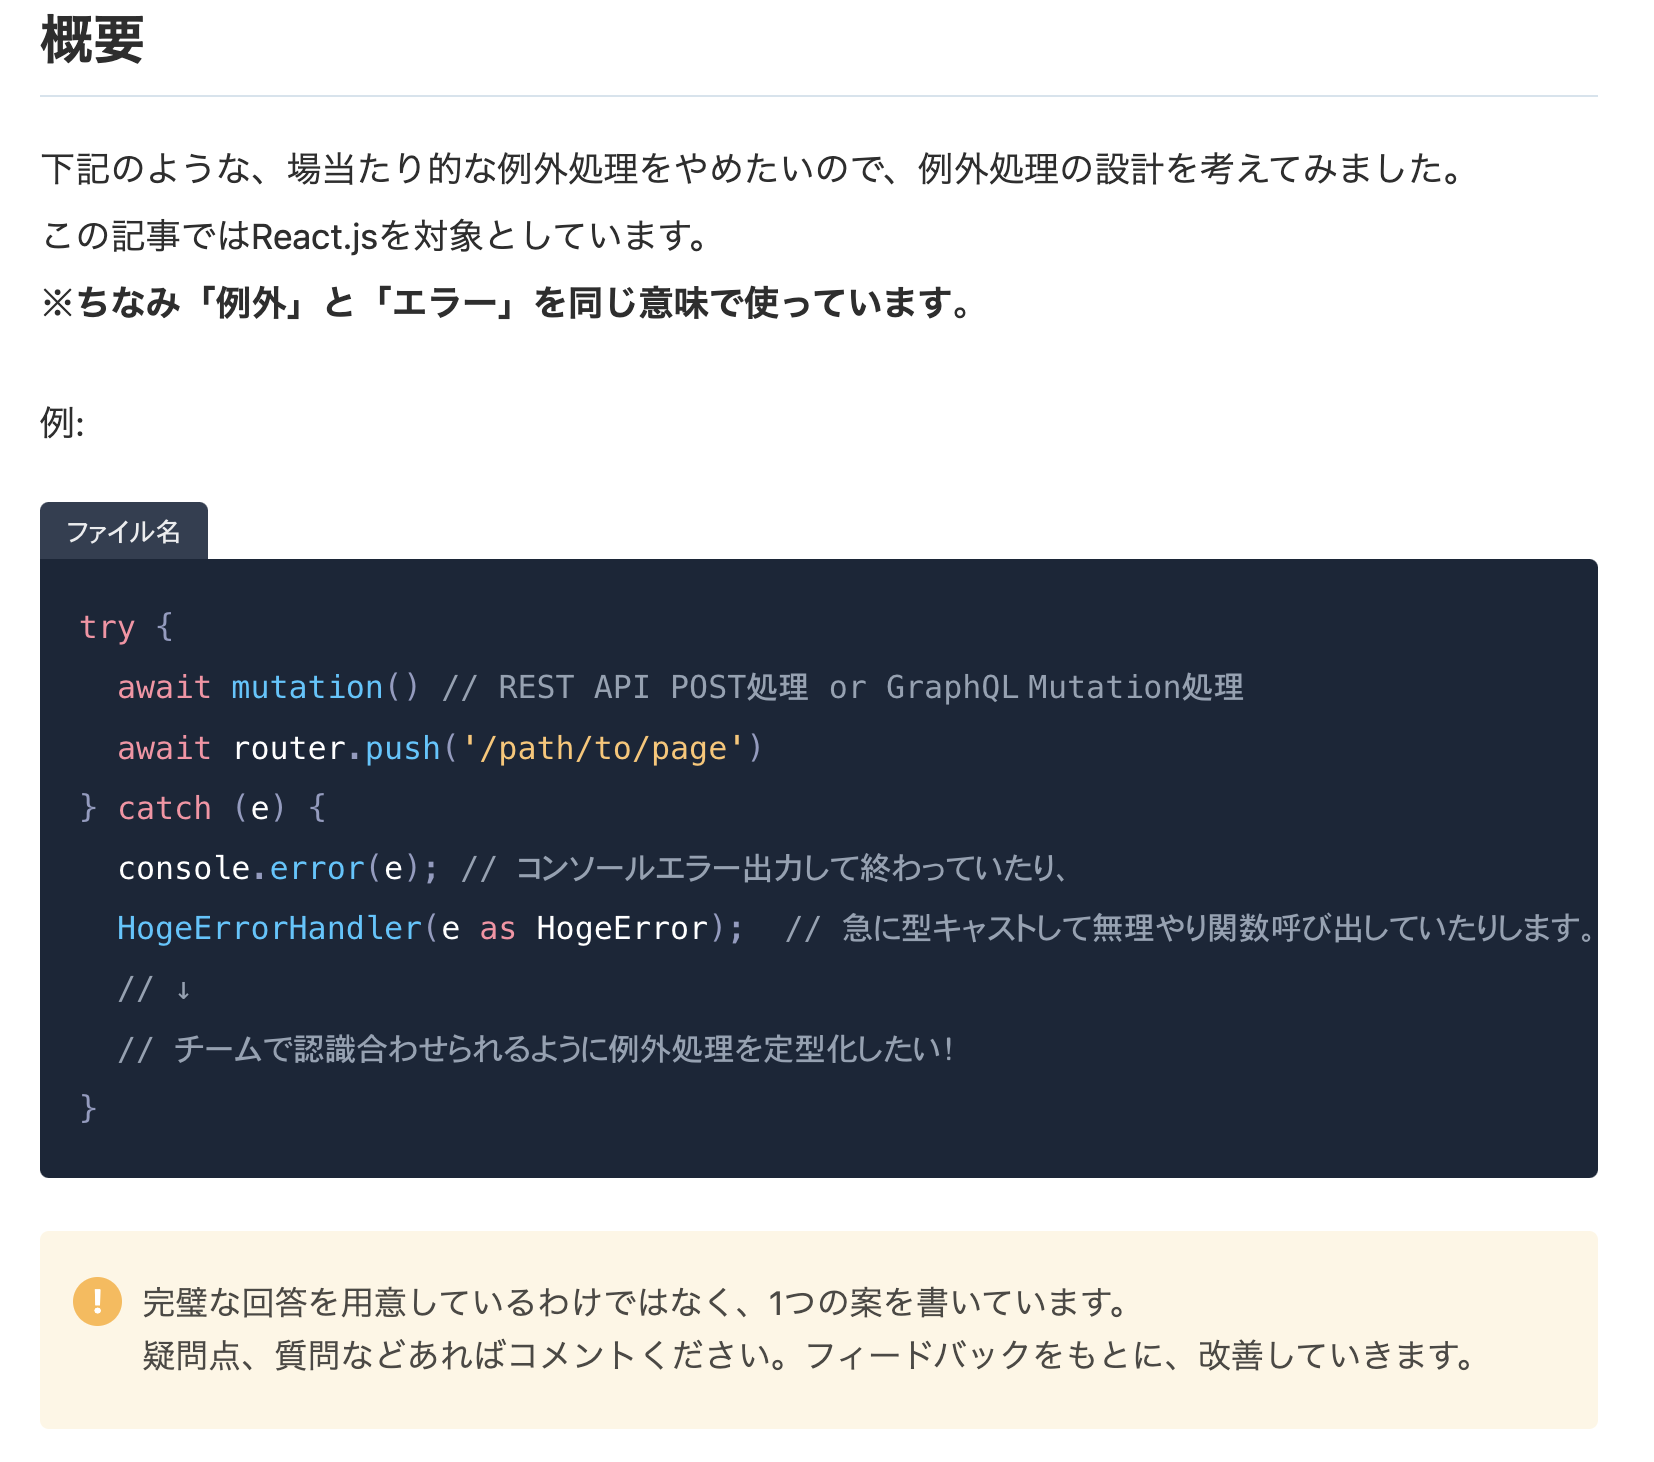 概要
下記のような、場当たり的な例外処理をやめたいので、例外処理の設計を考えてみました。
この記事ではReact.jsを対象としています。
※ちなみ「例外」と「エラー」を同じ意味で使っています。
例:
ファイル名
try {
  await mutation() // REST API POST処理 or GraphQL Mutation処理
  await router.push('/path/to/page')
} catch (e) {
  console.error(e); // コンソールエラー出力して終わっていたり、
  HogeErrorHandler(e as HogeError);  // 急に型キャストして無理やり関数呼び出していたりします。
  // ↓
  // チームで認識合わせられるように例外処理を定型化したい！
}
!
完璧な回答を用意しているわけではなく、1つの案を書いています。
疑問点、質問などあればコメントください。フィードバックをもとに、改善していきます。